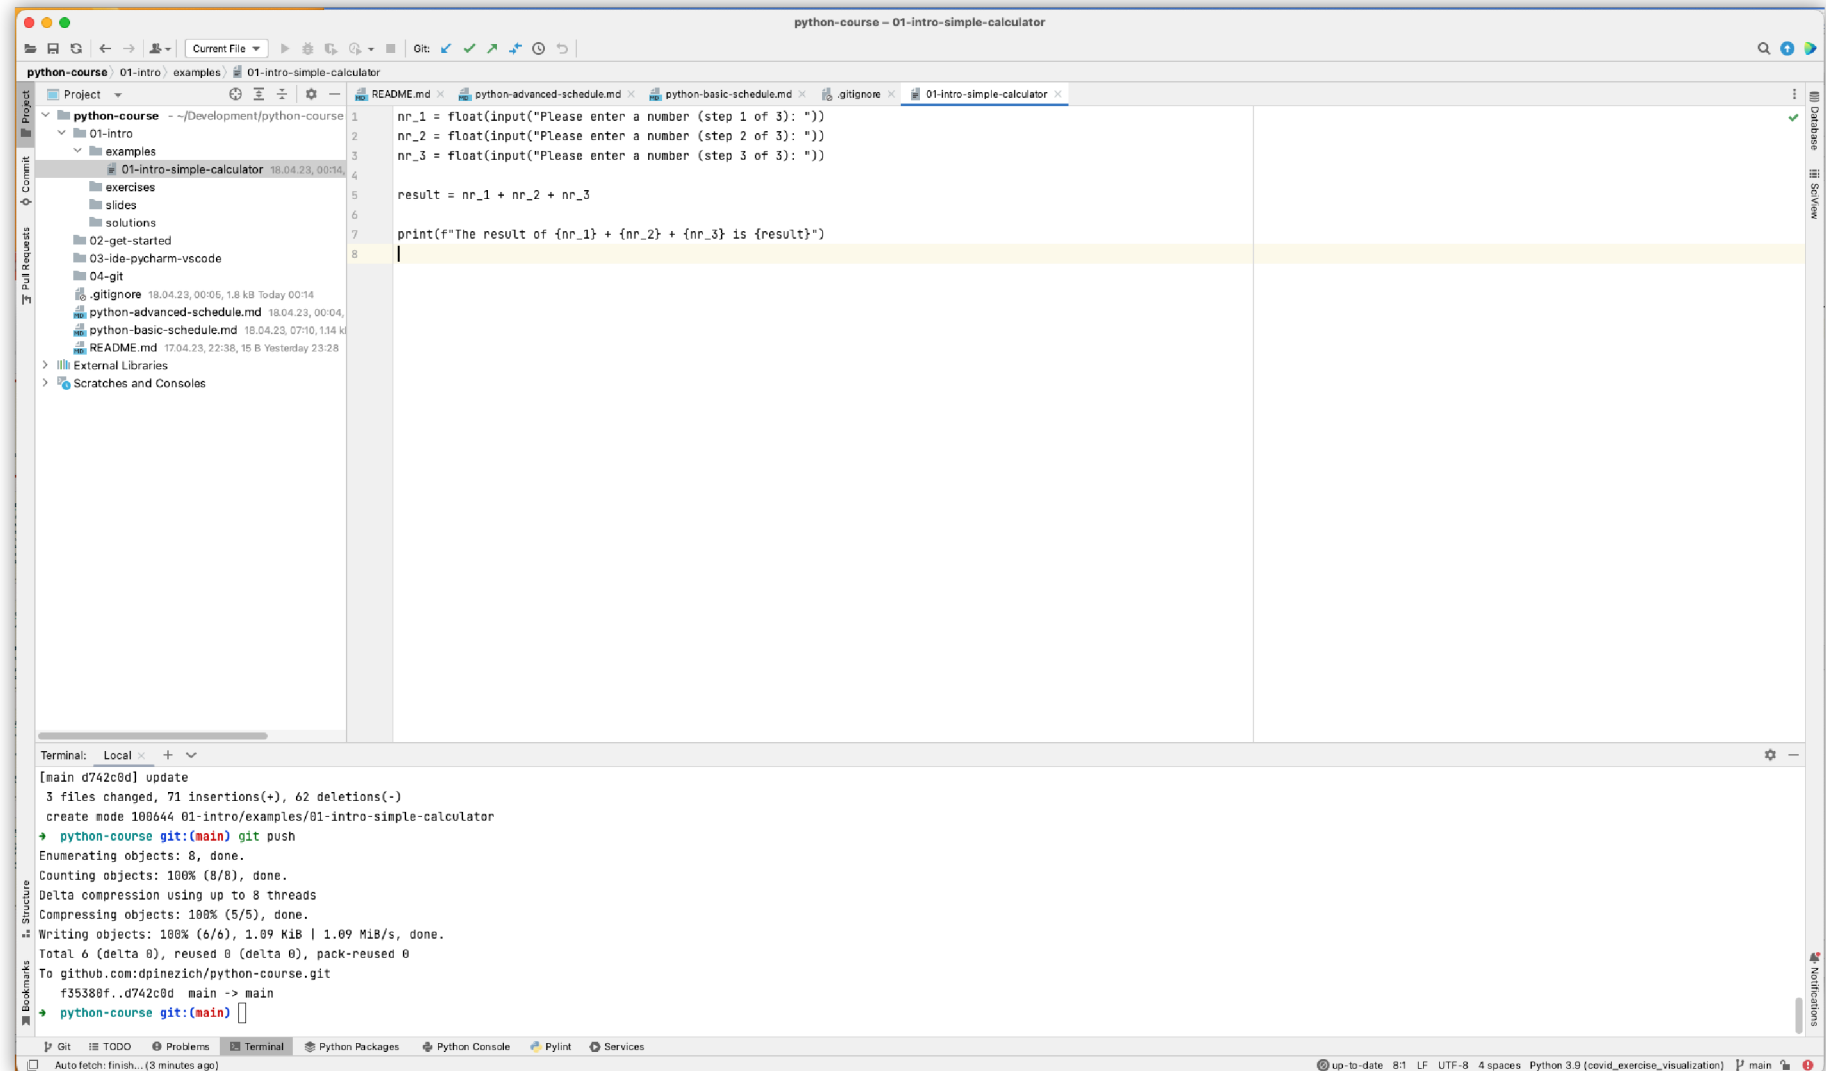 python-course – 01-intro-simple-calculator
Current File
Git:
python-course 01-intro examples 01-intro-simple-calculator
Project
README.md
python-advanced-schedule.md
python-basic-schedule.md
.gitignore
01-intro-simple-calculator
Project
Commit
Pull Requests
Structure
Bookmarks
python-course ~/Development/python-course
01-intro
examples
01-intro-simple-calculator 18.04.23, 00:14,
exercises
slides
solutions
02-get-started
03-ide-pycharm-vscode
04-git
.gitignore 18.04.23, 00:05, 1.8 kB Today 00:14
python-advanced-schedule.md 18.04.23, 00:04,
python-basic-schedule.md 18.04.23, 07:10, 1.14 k
README.md 17.04.23, 22:38, 15 B Yesterday 23:28
External Libraries
Scratches and Consoles
1 nr_1 = float(input("Please enter a number (step 1 of 3): "))
2 nr_2 = float(input("Please enter a number (step 2 of 3): "))
3 nr_3 = float(input("Please enter a number (step 3 of 3): "))
4
5 result = nr_1 + nr_2 + nr_3
6
7 print(f"The result of {nr_1} + {nr_2} + {nr_3} is {result}")
8
Database
SciView
Notifications
Terminal: Local
[main d742c0d] update
3 files changed, 71 insertions(+), 62 deletions(-)
create mode 100644 01-intro/examples/01-intro-simple-calculator
➜ python-course git:(main) git push
Enumerating objects: 8, done.
Counting objects: 100% (8/8), done.
Delta compression using up to 8 threads
Compressing objects: 100% (5/5), done.
Writing objects: 100% (6/6), 1.09 KiB | 1.09 MiB/s, done.
Total 6 (delta 0), reused 0 (delta 0), pack-reused 0
To github.com:dpinezich/python-course.git
f35380f..d742c0d main -> main
➜ python-course git:(main)
Git TODO Problems Terminal Python Packages Python Console Pylint Services
Auto fetch: finish... (3 minutes ago)
up-to-date 8:1 LF UTF-8 4 spaces Python 3.9 (covid_exercise_visualization) main